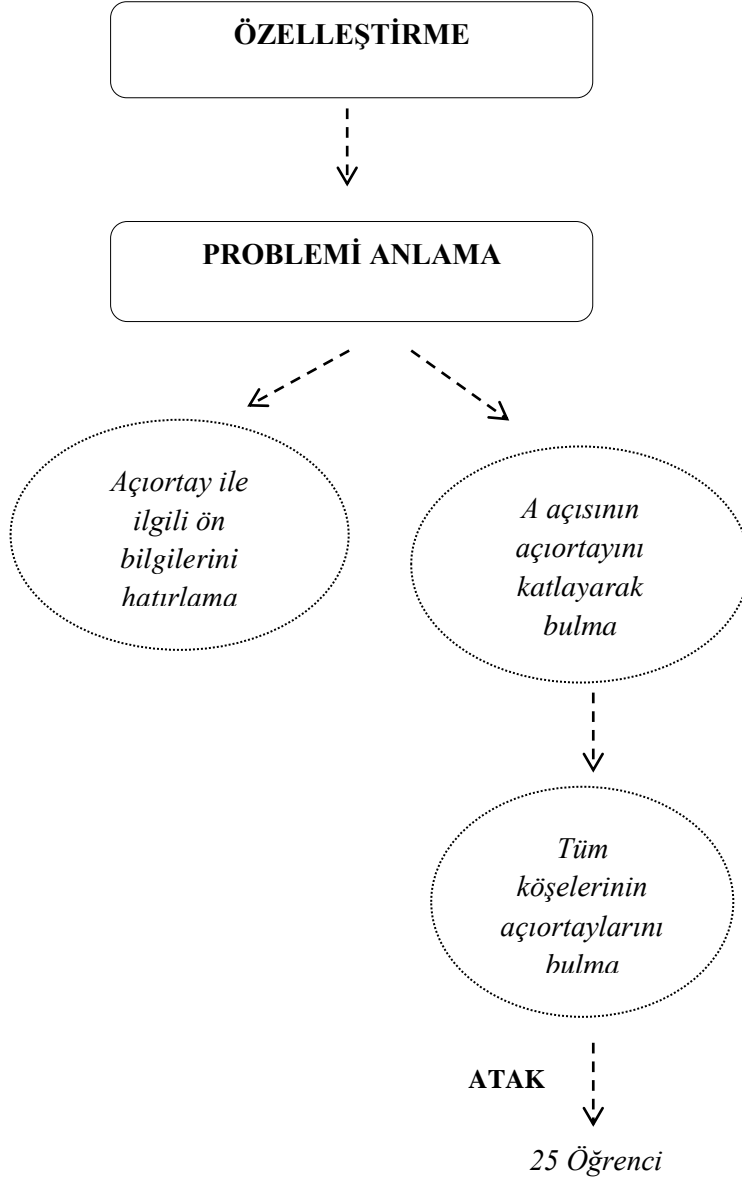 ÖZELLEŞTİRME
PROBLEMİ ANLAMA
Açıortay ile
ilgili ön
bilgilerini
hatırlama
A açısının
açıortayını
katlayarak
bulma
Tüm
köşelerinin
açıortaylarını
bulma
ATAK
25 Öğrenci